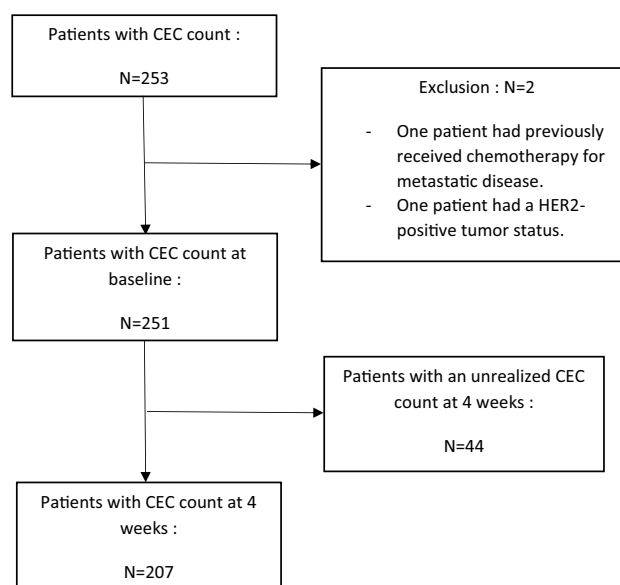 Patients with CEC count :
N=253
Exclusion : N=2
- One patient had previously
received chemotherapy for
metastatic disease.
- One patient had a HER2-
positive tumor status.
Patients with CEC count at
baseline :
N=251
Patients with an unrealized CEC
count at 4 weeks :
N=44
Patients with CEC count at 4
weeks :
N=207